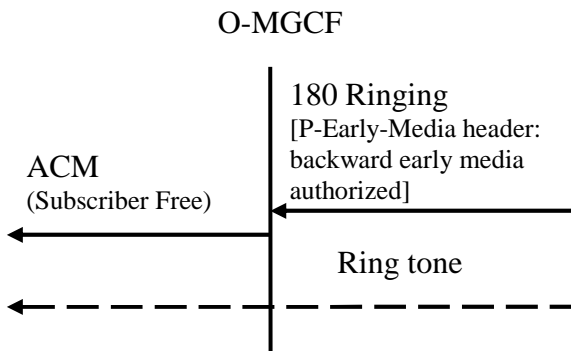 O-MGCF
180 Ringing
[P-Early-Media header:
backward early media
authorized]
ACM
(Subscriber Free)
Ring tone